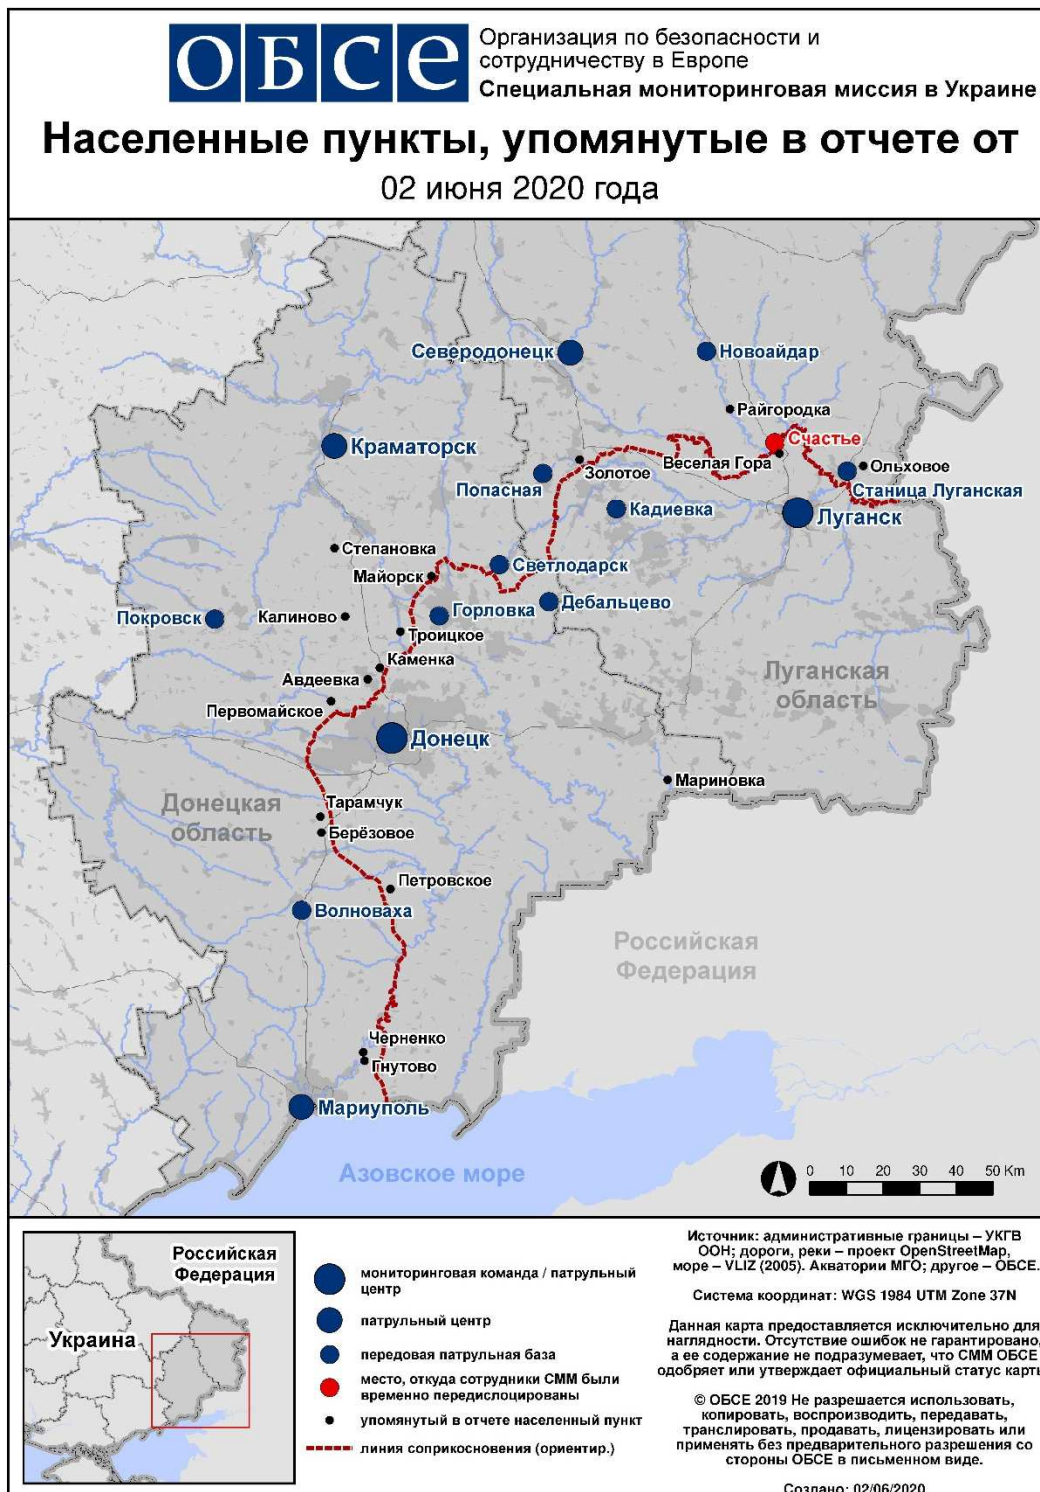 ОБСЕ
Организация по безопасности и
сотрудничеству в Европе
Специальная мониторинговая миссия в Украине
Населенные пункты, упомянутые в отчете от
02 июня 2020 года
Северодонецк
Новоайдар
Райгородка
Краматорск
Счастье
Веселая Гора
Золотое
Ольховое
Попасная
Станица Луганская
Кадиевка
Луганск
Степановка
Светлодарск
Майорск
Дебальцево
Покровск
Калиново
Горловка
Троицкое
Каменка
Авдеевка
Луганская
область
Первомайское
Донецк
Мариновка
Донецкая
область
Тарамчук
Берёзовое
Петровское
Волноваха
Российская
Федерация
Черненко
Гнутово
Мариуполь
Азовское море
0 10 20 30 40 50 Km
Российская
Федерация
Украина
мониторинговая команда / патрульный
центр
патрульный центр
передовая патрульная база
место, откуда сотрудники СММ были
временно передислоцированы
упомянутый в отчете населенный пункт
линия соприкосновения (ориентир.)
Источник: административные границы – УКГВ
ООН; дороги, реки – проект OpenStreetMap,
море – VLIZ (2005). Акватории МГО; другое – ОБСЕ.
Система координат: WGS 1984 UTM Zone 37N
Данная карта предоставляется исключительно для
наглядности. Отсутствие ошибок не гарантировано,
а ее содержание не подразумевает, что СММ ОБСЕ
одобряет или утверждает официальный статус карты
© ОБСЕ 2019 Не разрешается использовать,
копировать, воспроизводить, передавать,
транслировать, продавать, лицензировать или
применять без предварительного разрешения со
стороны ОБСЕ в письменном виде.
Создано: 02/06/2020